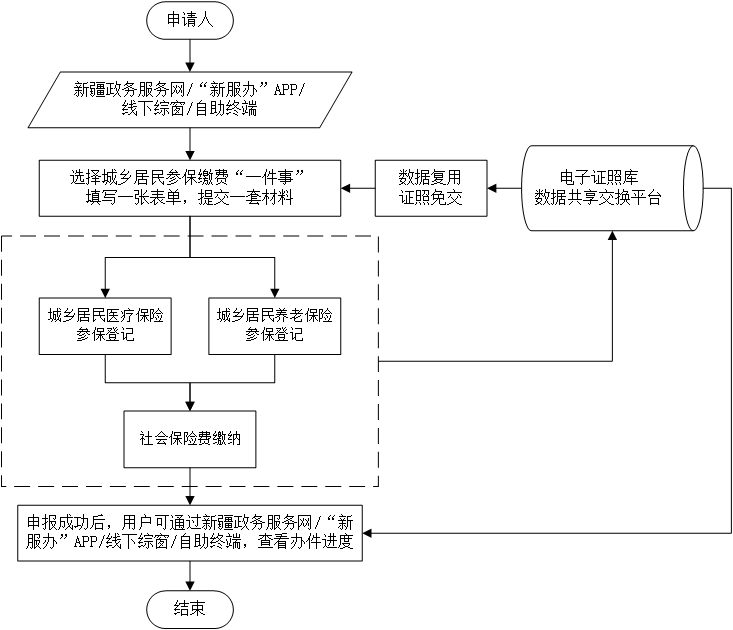 申请人
新疆政务服务网/“新服办”APP/
线下综窗/自助终端
选择城乡居民参保缴费“一件事”
填写一张表单，提交一套材料
数据复用
证照免交
电子证照库
数据共享交换平台
城乡居民医疗保险
参保登记
城乡居民养老保险
参保登记
社会保险费缴纳
申报成功后，用户可通过新疆政务服务网/“新
服办”APP/线下综窗/自助终端，查看办件进度
结束